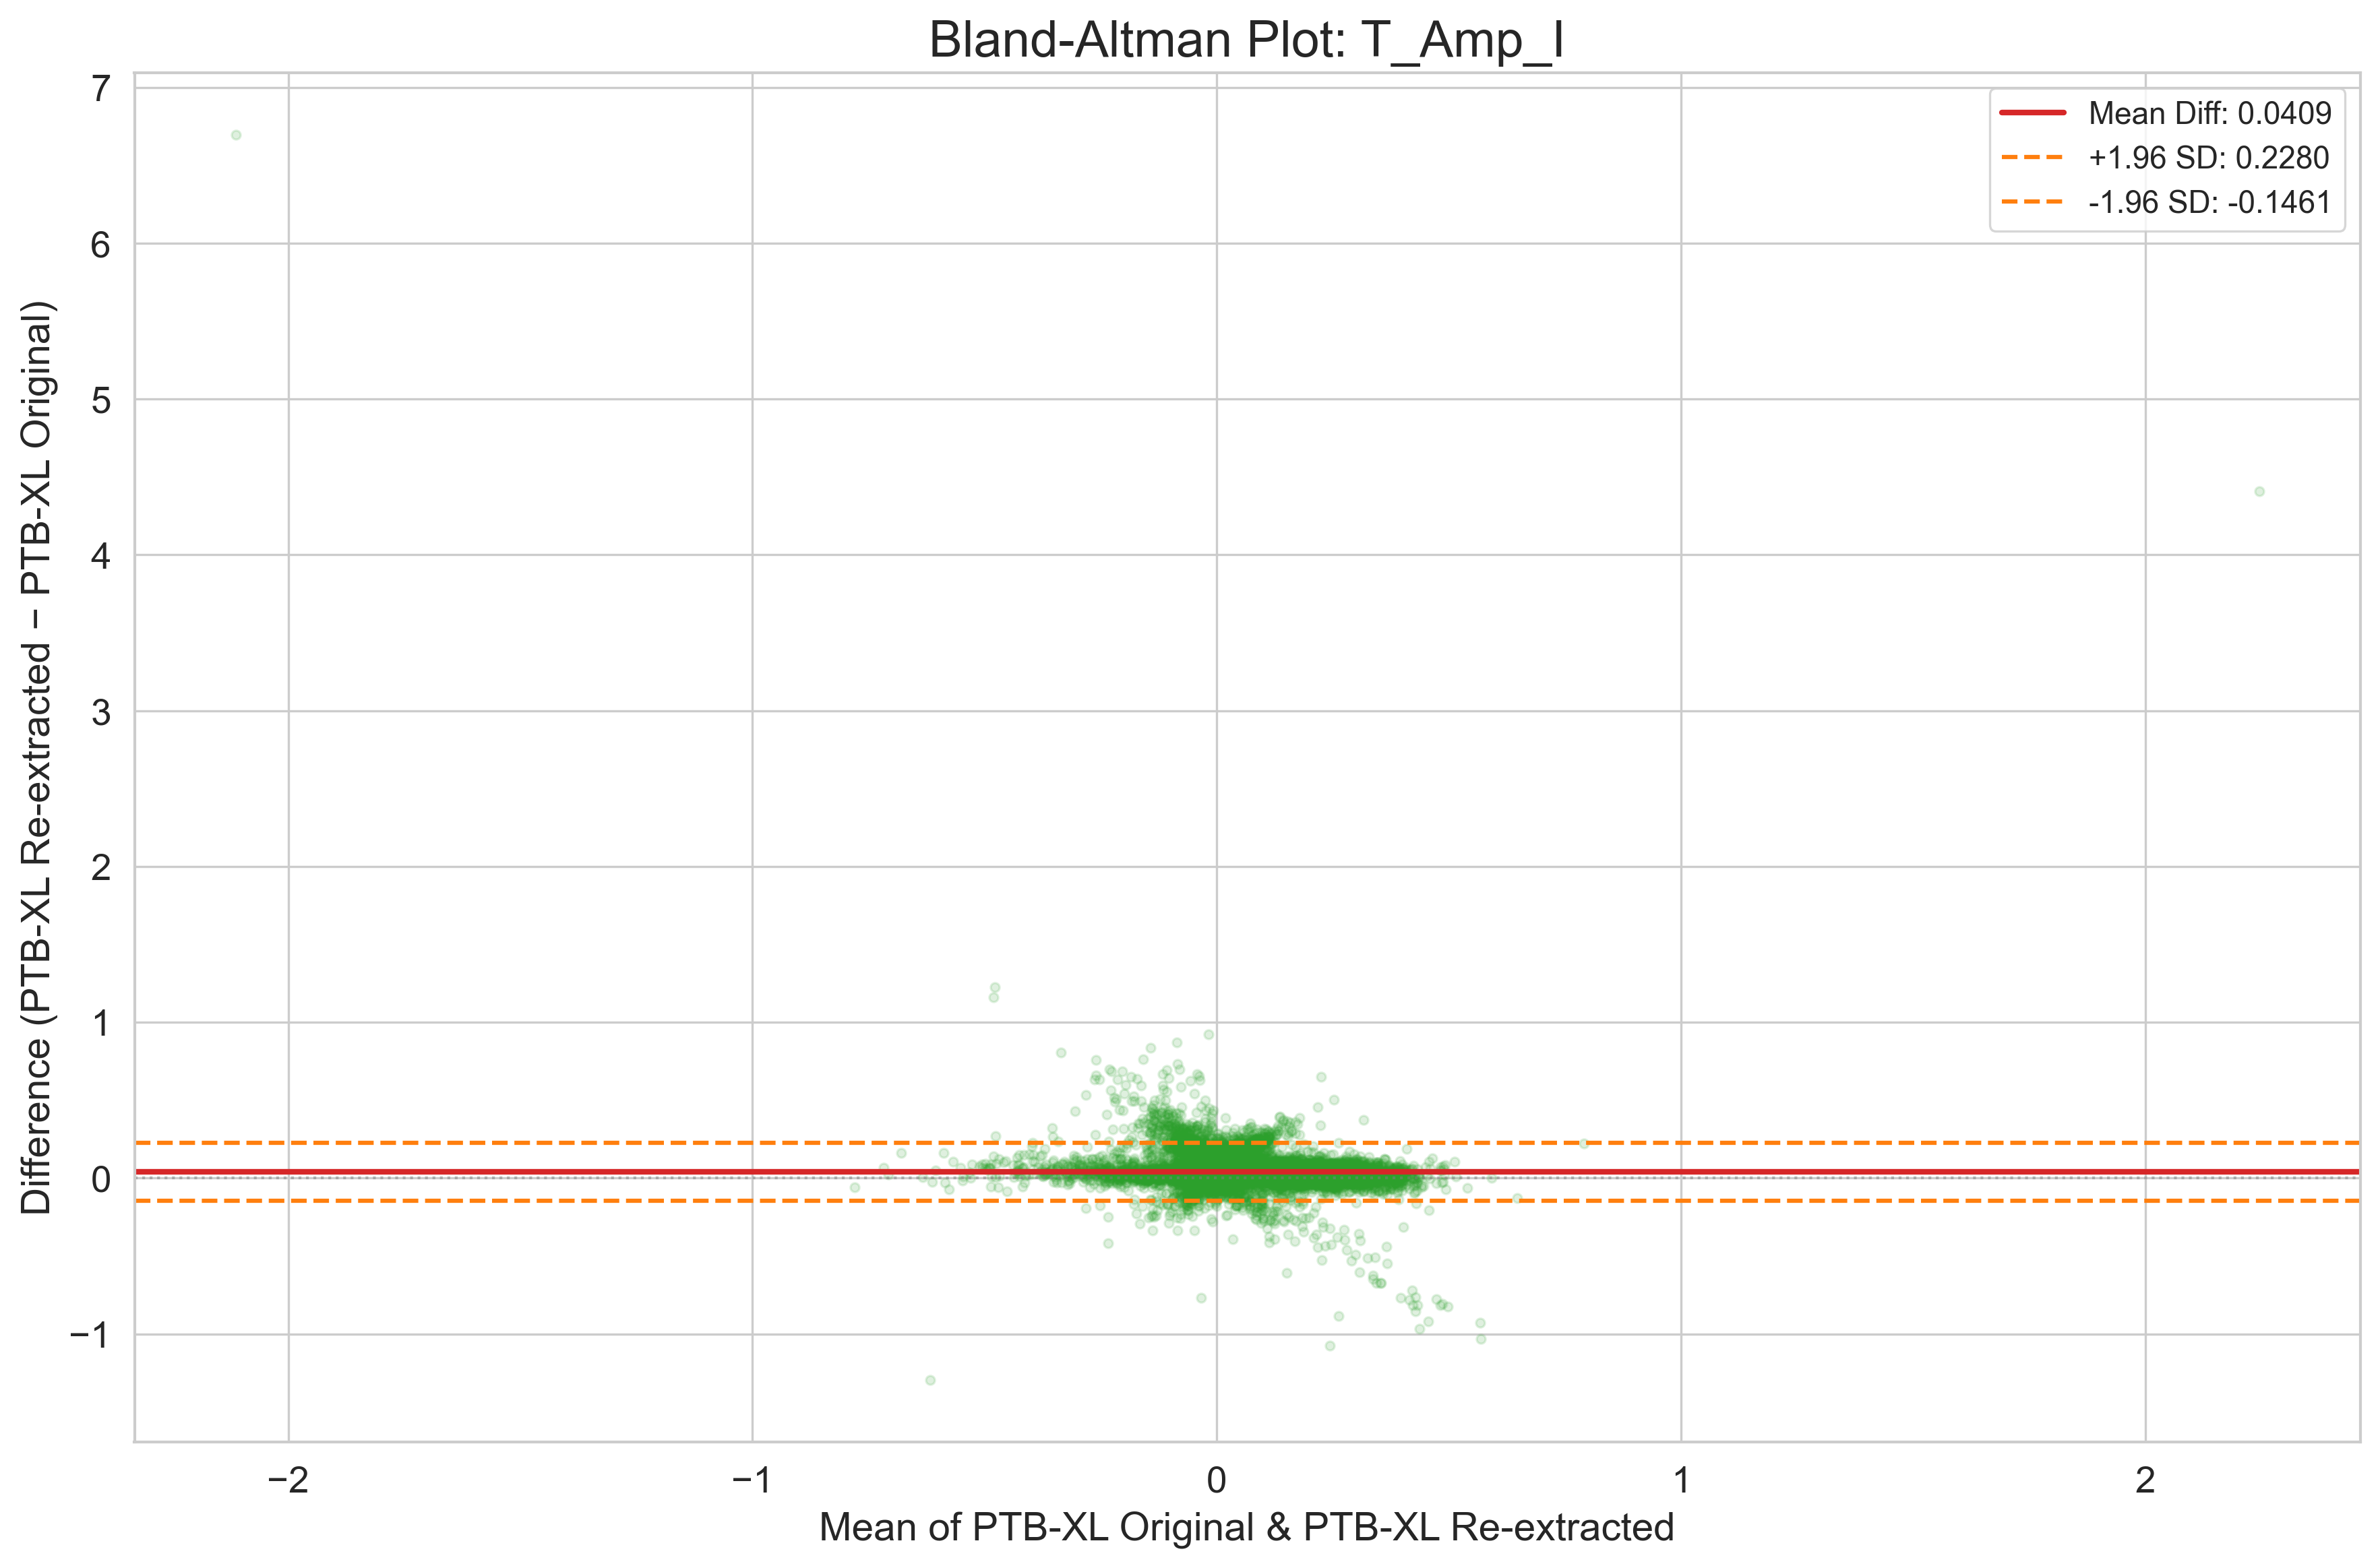 Bland-Altman Plot: T_Amp_I
Mean Diff: 0.0409
+1.96 SD: 0.2280
-1.96 SD: -0.1461
Difference (PTB-XL Re-extracted − PTB-XL Original)
7
6
5
4
3
2
1
0
−1
−2
−1
0
1
2
Mean of PTB-XL Original & PTB-XL Re-extracted